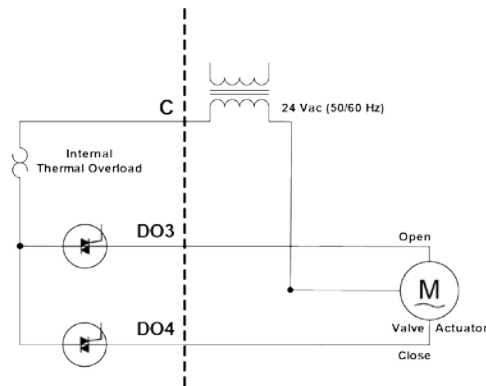 C
24 Vac (50/60 Hz)
Internal
Thermal Overload
DO3
Open
M
Valve Actuator
DO4
Close